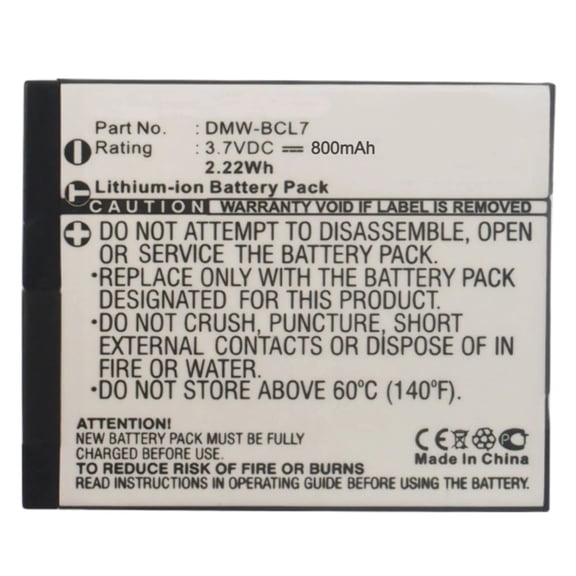 Part No. : DMW-BCL7
Rating : 3.7VDC ⎓ 800mAh
2.22Wh
Lithium-ion Battery Pack
CAUTION WARRANTY VOID IF LABEL IS REMOVED
•DO NOT ATTEMPT TO DISASSEMBLE, OPEN
OR SERVICE THE BATTERY PACK.
•REPLACE ONLY WITH THE BATTERY PACK
DESIGNATED FOR THIS EQUIPMENT.
•DO NOT CRUSH, PUNCTURE, SHORT
EXTERNAL CONTACTS OR DISPOSE OF IN
FIRE OR WATER.
•DO NOT STORE ABOVE 60°C (140°F).
ATTENTION!
NEW BATTERY PACK MUST BE FULLY
CHARGED BEFORE USE.
TO REDUCE RISK OF FIRE OR BURNS
READ INSTRUCTIONS IN OPERATING GUIDE BEFORE USING BATTERY.
CE FC
Made In China